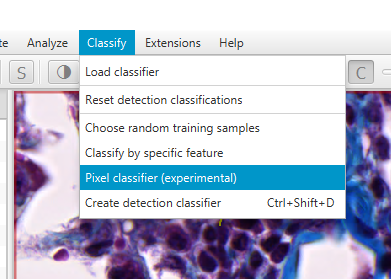 te Analyze Classify Extensions Help
S C
Load classifier
Reset detection classifications
Choose random training samples
Classify by specific feature
Pixel classifier (experimental)
Create detection classifier Ctrl+Shift+D